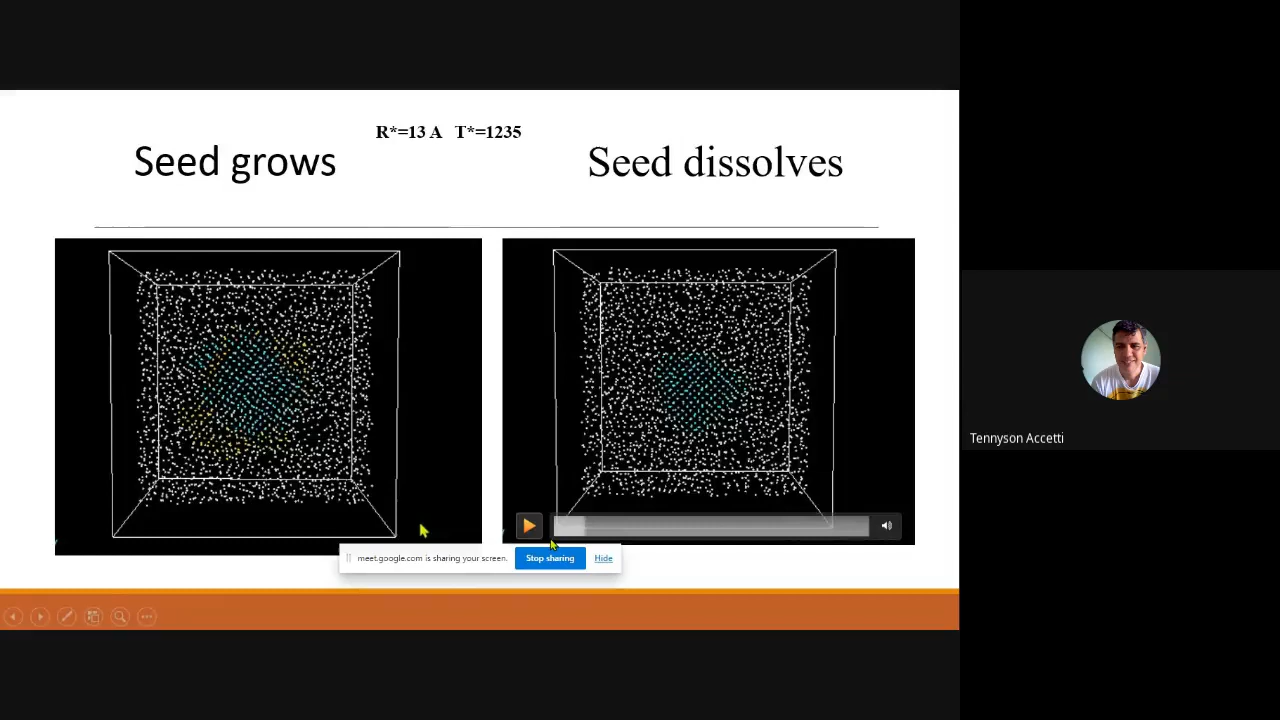 R*=13 A T*=1235
Seed grows
Seed dissolves
meet.google.com is sharing your screen.
Stop sharing
Hide
Tennyson Accetti